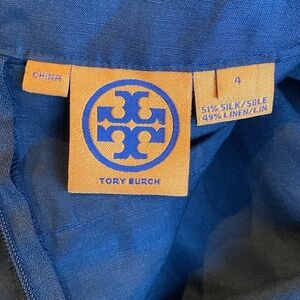 CHINA
TORY BURCH
4
51% SILK/SOIE
49% LINEN/LIN